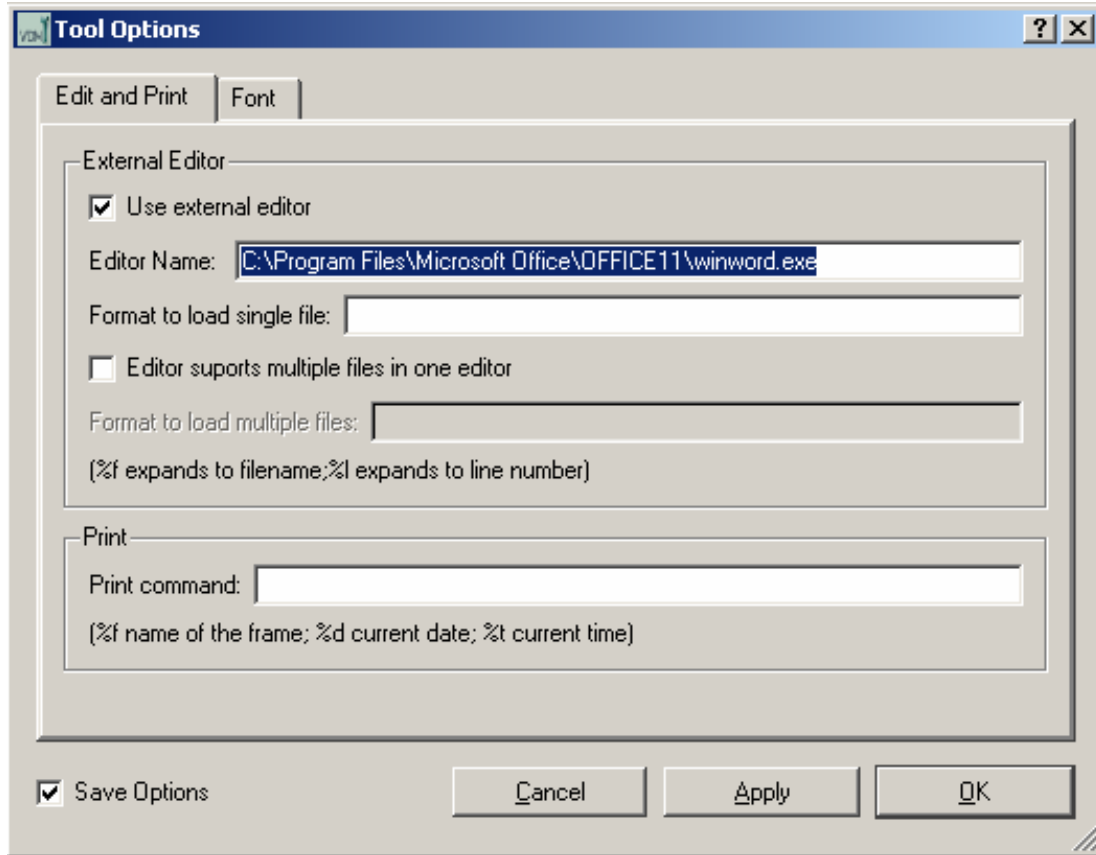 VDM Tool Options
Edit and Print Font
External Editor
Use external editor
Editor Name: C:\Program Files\Microsoft Office\OFFICE11\winword.exe
Format to load single file:
Editor suports multiple files in one editor
Format to load multiple files:
(%f expands to filename;%l expands to line number)
Print
Print command:
(%f name of the frame; %d current date; %t current time)
Save Options Cancel Apply OK